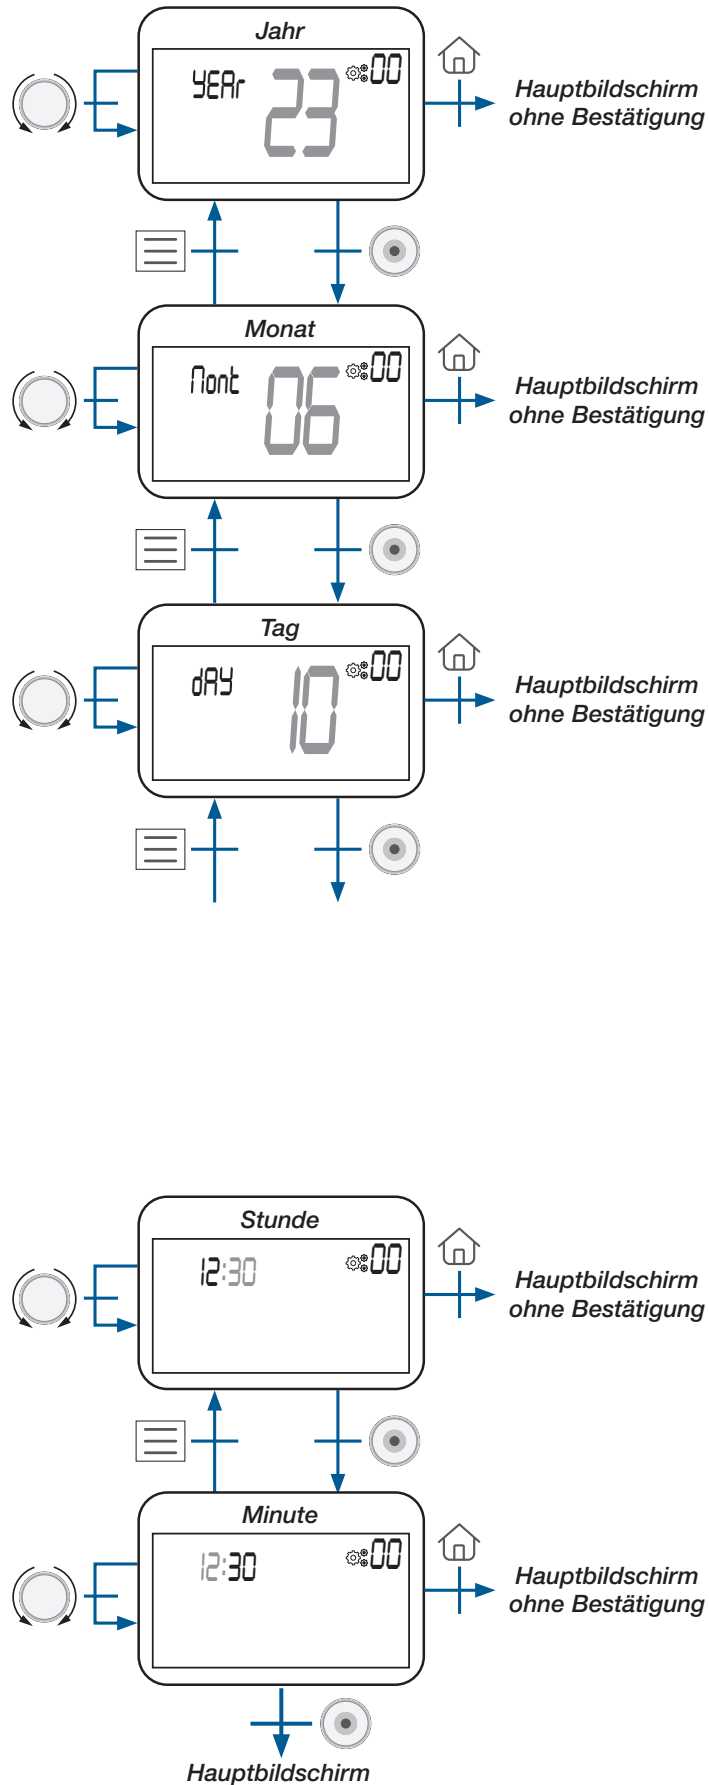 Jahr
YEAr
23
00
Hauptbildschirm
ohne Bestätigung
Monat
Mont
06
00
Hauptbildschirm
ohne Bestätigung
Tag
dAY
10
00
Hauptbildschirm
ohne Bestätigung
Stunde
12:30
00
Hauptbildschirm
ohne Bestätigung
Minute
12:30
00
Hauptbildschirm
ohne Bestätigung
Hauptbildschirm